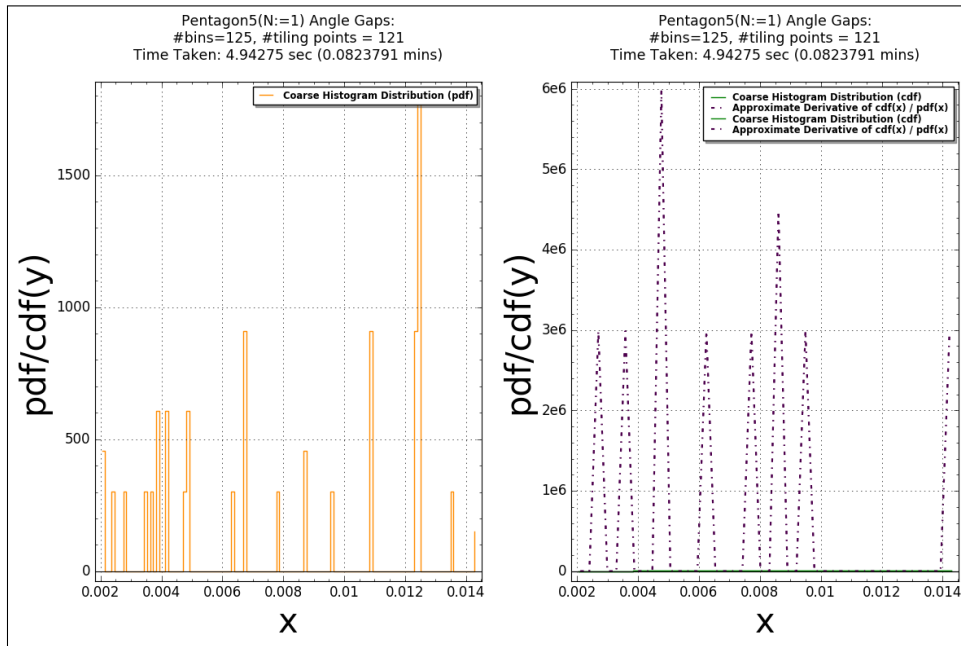 Pentagon5(N:=1) Angle Gaps:
#bins=125, #tiling points = 121
Time Taken: 4.94275 sec (0.0823791 mins)
Coarse Histogram Distribution (pdf)
pdf/cdf(y)
1500
1000
500
0
0.002
0.004
0.006
0.008
0.01
0.012
0.014
x
Pentagon5(N:=1) Angle Gaps:
#bins=125, #tiling points = 121
Time Taken: 4.94275 sec (0.0823791 mins)
Coarse Histogram Distribution (cdf)
Approximate Derivative of cdf(x) / pdf(x)
Coarse Histogram Distribution (cdf)
Approximate Derivative of cdf(x) / pdf(x)
pdf/cdf(y)
6e6
5e6
4e6
3e6
2e6
1e6
0
0.002
0.004
0.006
0.008
0.01
0.012
0.014
x